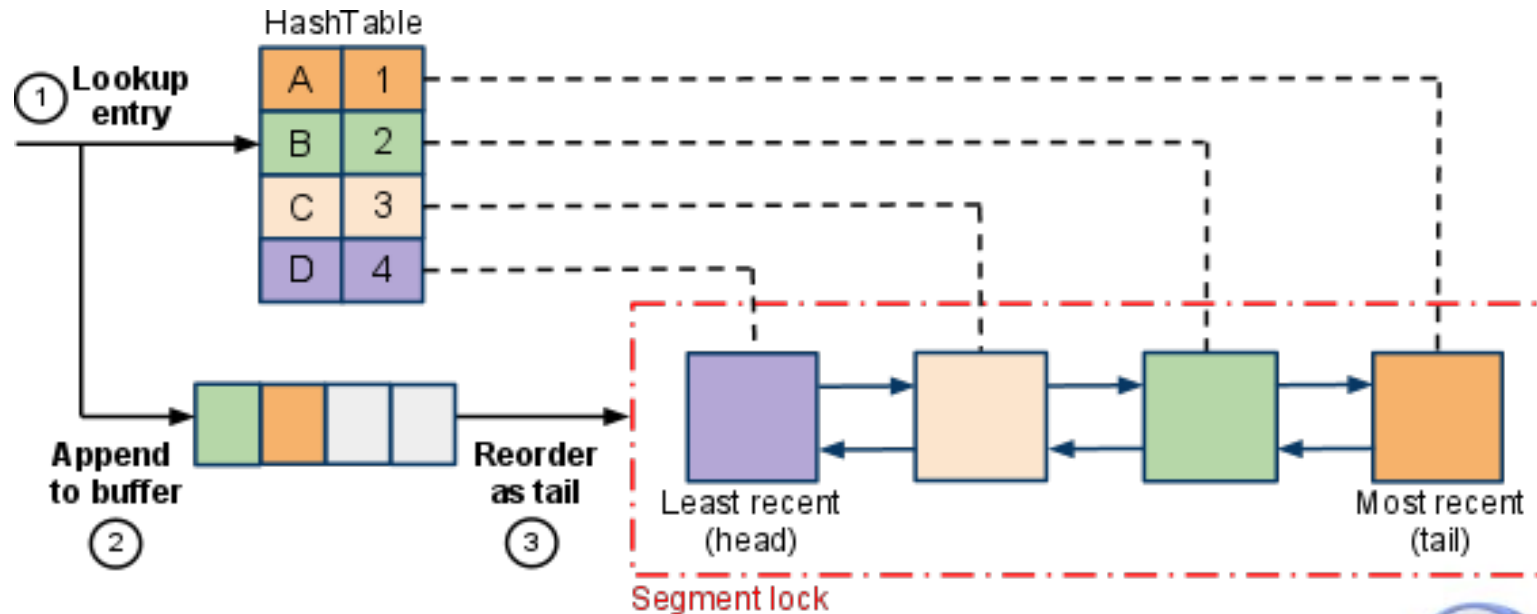 HashTable
1
Lookup
entry
A 1
B 2
C 3
D 4
Append
to buffer
2
Reorder
as tail
3
Least recent
(head)
Most recent
(tail)
Segment lock